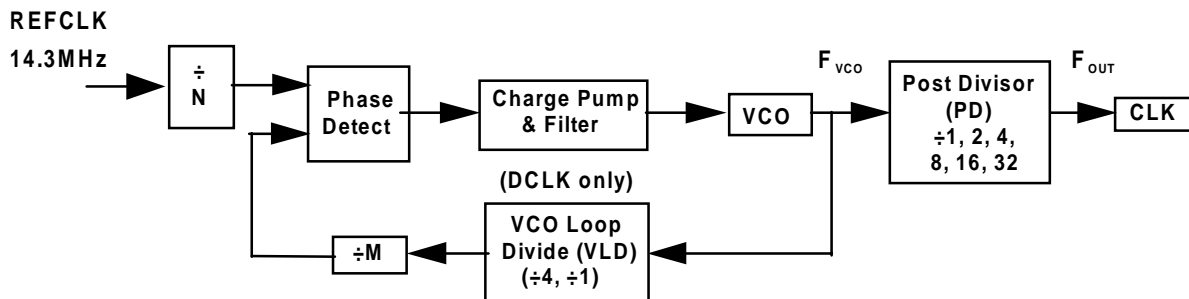 REFCLK
14.3MHz
÷
N
Phase
Detect
Charge Pump
& Filter
VCO
F VCO
Post Divisor
(PD)
÷1, 2, 4,
8, 16, 32
F OUT
CLK
(DCLK only)
VCO Loop
Divide (VLD)
(÷4, ÷1)
÷M